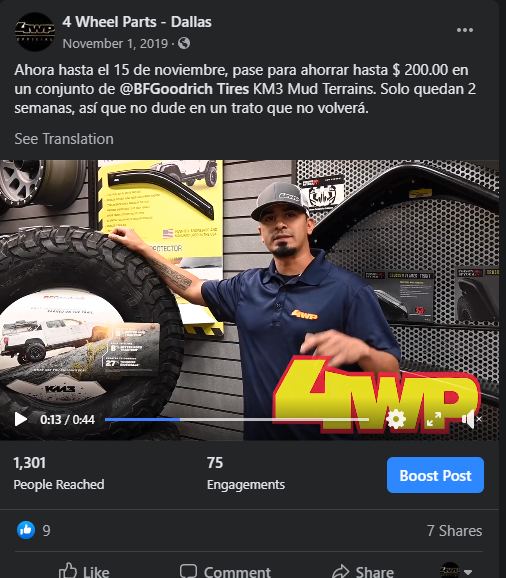 4 Wheel Parts - Dallas
November 1, 2019 ·
Ahora hasta el 15 de noviembre, pase para ahorrar hasta $ 200.00 en
un conjunto de @BFGoodrich Tires KM3 Mud Terrains. Solo quedan 2
semanas, así que no dude en un trato que no volverá.
See Translation
4WP
KM3
4WP
0:13 / 0:44
1,301
People Reached
75
Engagements
Boost Post
9
7 Shares
Like
Comment
Share